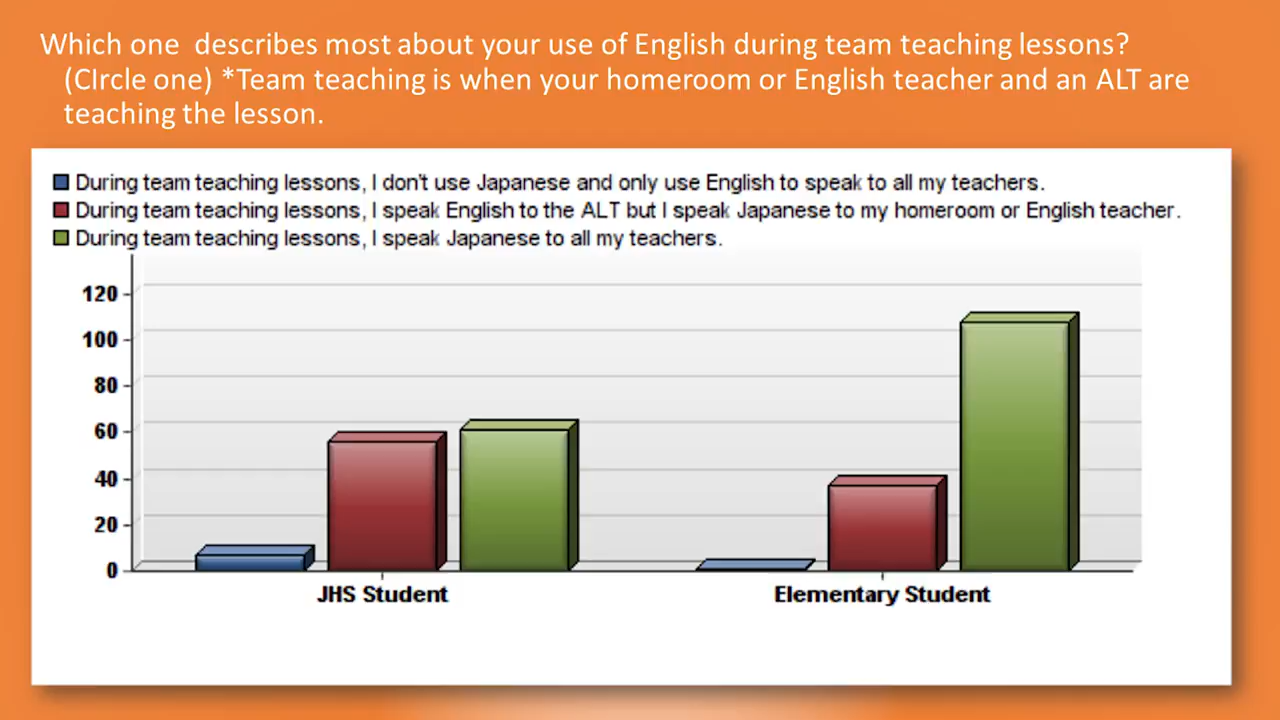 Which one describes most about your use of English during team teaching lessons?
(CIrcle one) *Team teaching is when your homeroom or English teacher and an ALT are
teaching the lesson.
During team teaching lessons, I don't use Japanese and only use English to speak to all my teachers.
During team teaching lessons, I speak English to the ALT but I speak Japanese to my homeroom or English teacher.
During team teaching lessons, I speak Japanese to all my teachers.
120
100
80
60
40
20
0
JHS Student
Elementary Student